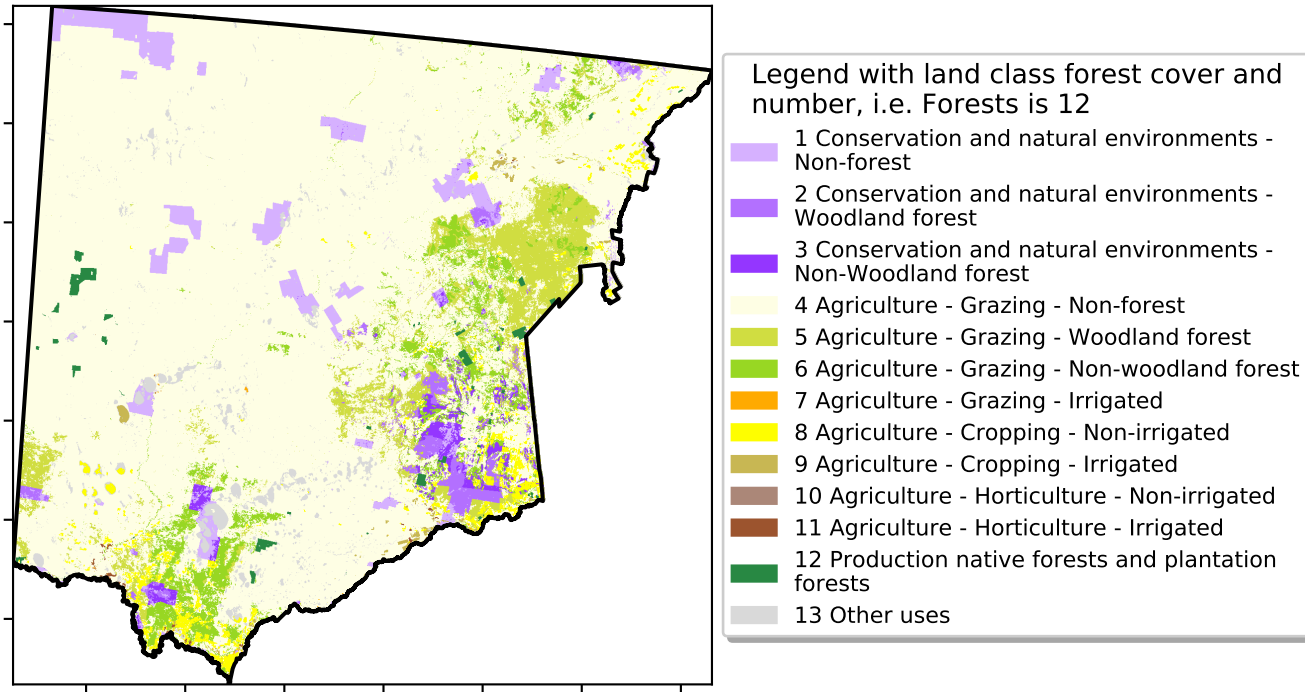 Legend with land class forest cover and
number, i.e. Forests is 12
1 Conservation and natural environments -
Non-forest
2 Conservation and natural environments -
Woodland forest
3 Conservation and natural environments -
Non-Woodland forest
4 Agriculture - Grazing - Non-forest
5 Agriculture - Grazing - Woodland forest
6 Agriculture - Grazing - Non-woodland forest
7 Agriculture - Grazing - Irrigated
8 Agriculture - Cropping - Non-irrigated
9 Agriculture - Cropping - Irrigated
10 Agriculture - Horticulture - Non-irrigated
11 Agriculture - Horticulture - Irrigated
12 Production native forests and plantation
forests
13 Other uses